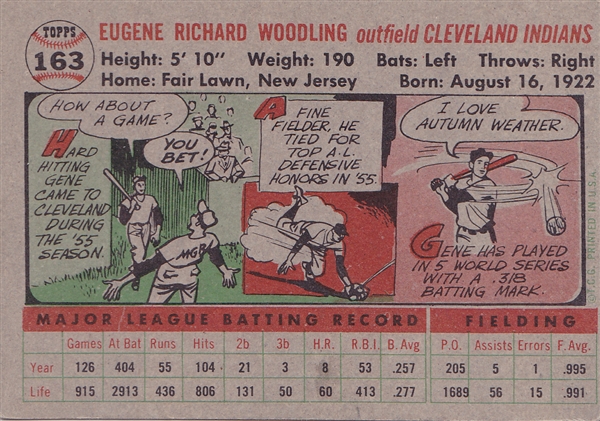 TOPPS
163
EUGENE RICHARD WOODLING outfield CLEVELAND INDIANS
Height: 5' 10" Weight: 190 Bats: Left Throws: Right
Home: Fair Lawn, New Jersey Born: August 16, 1922
HOW ABOUT
A GAME?
YOU
BET!
HARD
HITTING
GENE
CAME TO
CLEVELAND
DURING
THE
'55
SEASON.
MGR
A FINE
FIELDER, HE
TIED FOR
TOP A.L.
DEFENSIVE
HONORS IN '55.
I LOVE
AUTUMN WEATHER.
GENE HAS PLAYED
IN 5 WORLD SERIES
WITH A .318
BATTING MARK.
©T.C.G. PRINTED IN U.S.A.
MAJOR LEAGUE BATTING RECORD FIELDING
Games At Bat Runs Hits 2b 3b H.R. R.B.I. B. Avg P.O. Assists Errors F. Avg.
Year 126 404 55 104 21 3 8 53 .257 205 5 1 .995
Life 915 2913 436 806 131 50 60 413 .277 1689 56 15 .991